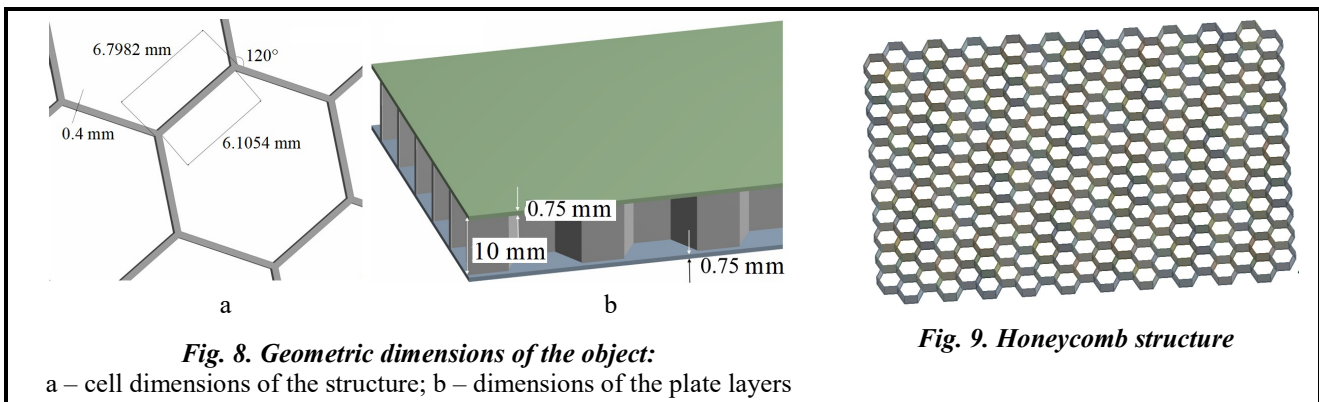 6.7982 mm
120°
0.4 mm
6.1054 mm
a
0.75 mm
10 mm
0.75 mm
b
Fig. 8. Geometric dimensions of the object:
a – cell dimensions of the structure; b – dimensions of the plate layers
Fig. 9. Honeycomb structure